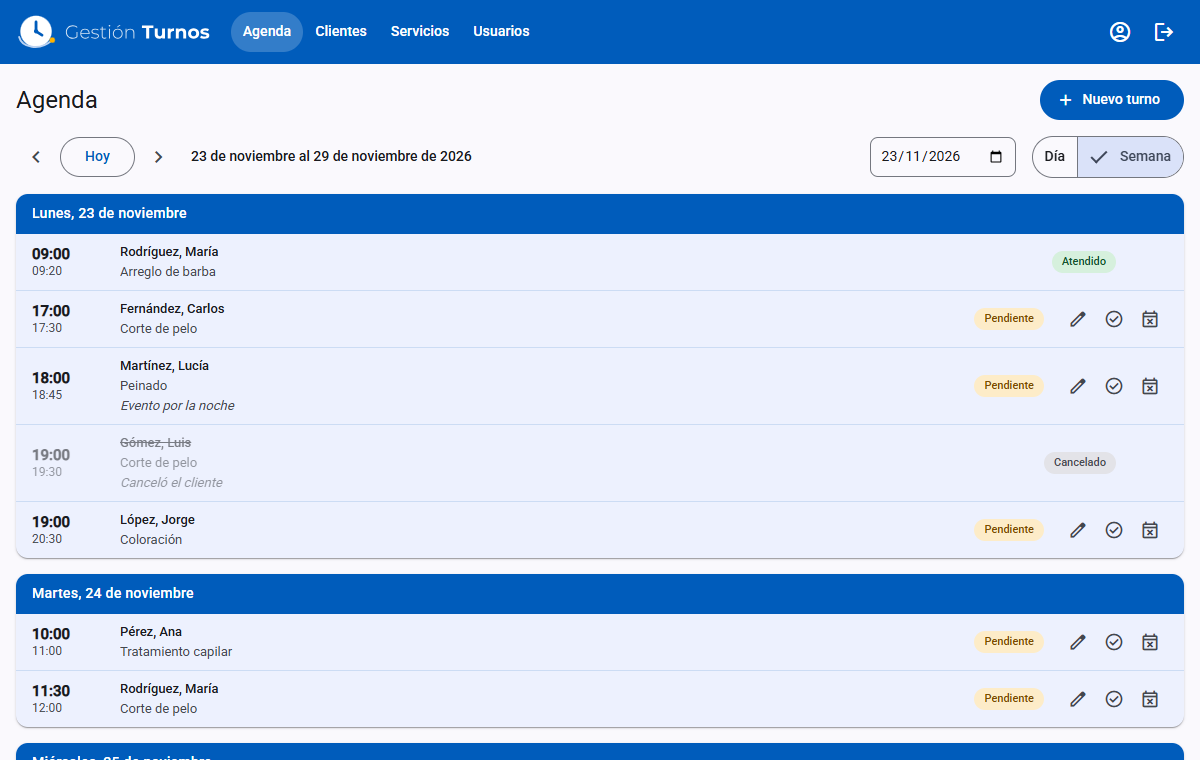 Gestión Turnos
Agenda
Clientes
Servicios
Usuarios
Agenda
+ Nuevo turno
Hoy
23 de noviembre al 29 de noviembre de 2026
23/11/2026
Día
Semana
Lunes, 23 de noviembre
09:00
09:20
Rodríguez, María
Arreglo de barba
Atendido
17:00
17:30
Fernández, Carlos
Corte de pelo
Pendiente
18:00
18:45
Martínez, Lucía
Peinado
Evento por la noche
Pendiente
19:00
19:30
Gómez, Luis
Corte de pelo
Canceló el cliente
Cancelado
19:00
20:30
López, Jorge
Coloración
Pendiente
Martes, 24 de noviembre
10:00
11:00
Pérez, Ana
Tratamiento capilar
Pendiente
11:30
12:00
Rodríguez, María
Corte de pelo
Pendiente
Miércoles, 25 de noviembre